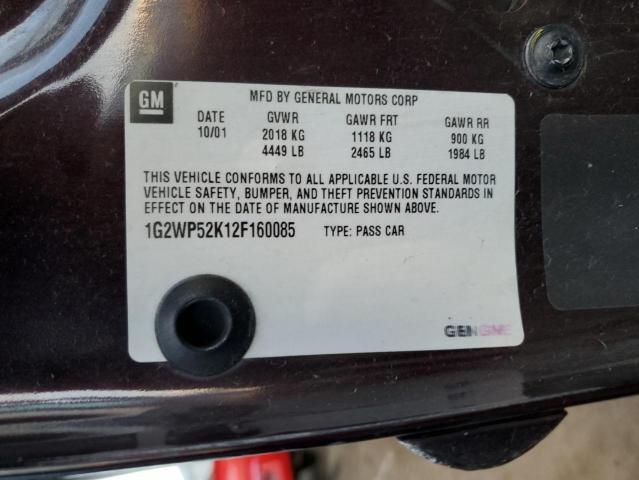 GM
MFD BY GENERAL MOTORS CORP
DATE GVWR GAWR FRT GAWR RR
10/01 2018 KG 1118 KG 900 KG
4449 LB 2465 LB 1984 LB
THIS VEHICLE CONFORMS TO ALL APPLICABLE U.S. FEDERAL MOTOR
VEHICLE SAFETY, BUMPER, AND THEFT PREVENTION STANDARDS IN
EFFECT ON THE DATE OF MANUFACTURE SHOWN ABOVE.
1G2WP52K12F160085 TYPE: PASS CAR